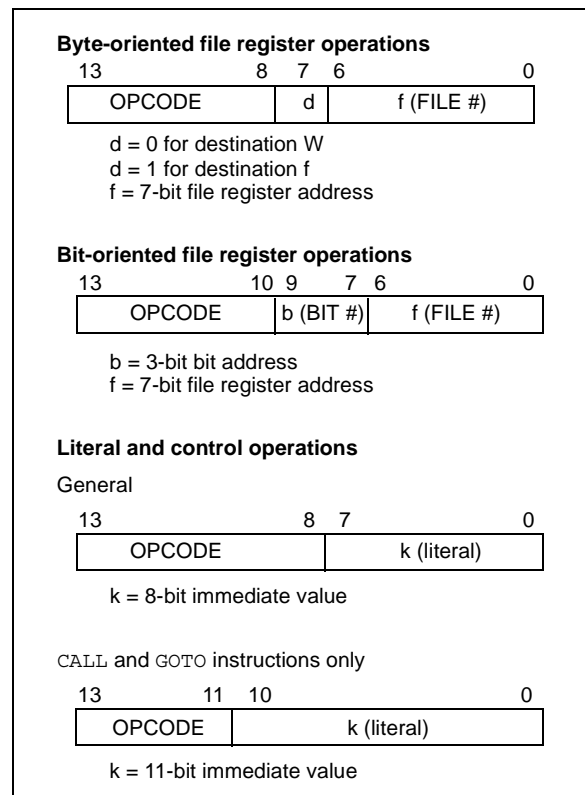 Byte-oriented file register operations
13 8 7 6 0
OPCODE d f (FILE #)
d = 0 for destination W
d = 1 for destination f
f = 7-bit file register address
Bit-oriented file register operations
13 10 9 7 6 0
OPCODE b (BIT #) f (FILE #)
b = 3-bit bit address
f = 7-bit file register address
Literal and control operations
General
13 8 7 0
OPCODE k (literal)
k = 8-bit immediate value
CALL and GOTO instructions only
13 11 10 0
OPCODE k (literal)
k = 11-bit immediate value